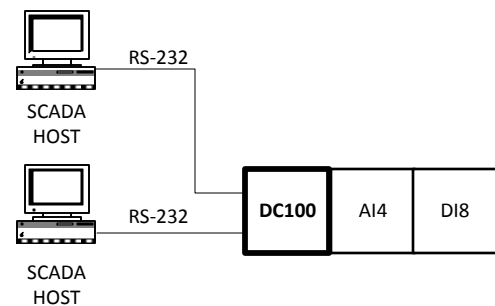 RS-232
SCADA
HOST
RS-232
DC100 AI4 DI8
SCADA
HOST